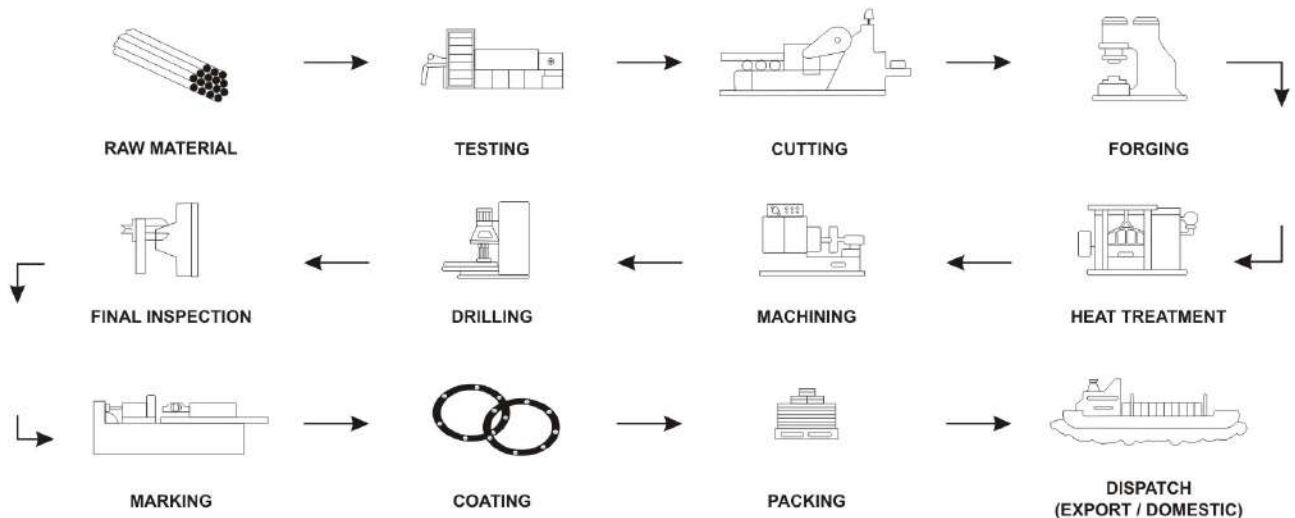 RAW MATERIAL
TESTING
CUTTING
FORGING
HEAT TREATMENT
MACHINING
DRILLING
FINAL INSPECTION
MARKING
COATING
PACKING
DISPATCH
(EXPORT / DOMESTIC)